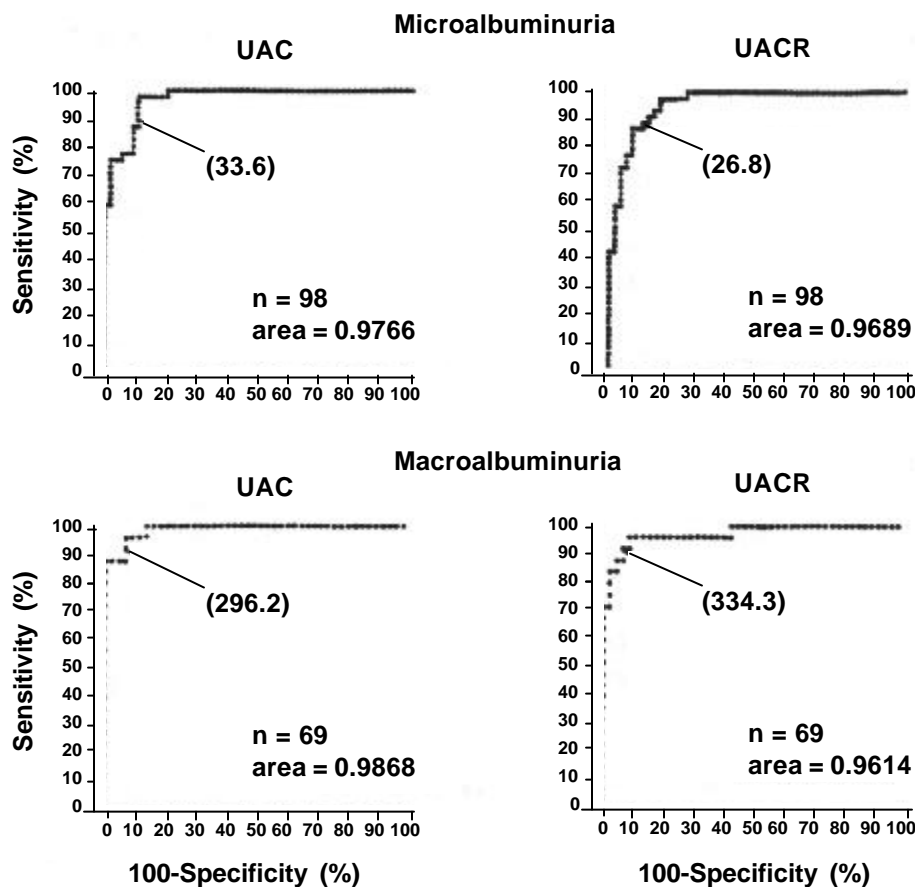 Microalbuminuria
UAC
UACR
Sensitivity (%)
100
90
80
70
60
50
40
30
20
10
0
(33.6)
n = 98
area = 0.9766
0 10 20 30 40 50 60 70 80 90 100
100
90
80
70
60
50
40
30
20
10
0
(26.8)
n = 98
area = 0.9689
0 10 20 30 40 50 60 70 80 90 100
Macroalbuminuria
UAC
UACR
Sensitivity (%)
100
90
80
70
60
50
40
30
20
10
0
(296.2)
n = 69
area = 0.9868
0 10 20 30 40 50 60 70 80 90 100
100-Specificity (%)
100
90
80
70
60
50
40
30
20
10
0
(334.3)
n = 69
area = 0.9614
0 10 20 30 40 50 60 70 80 90 100
100-Specificity (%)